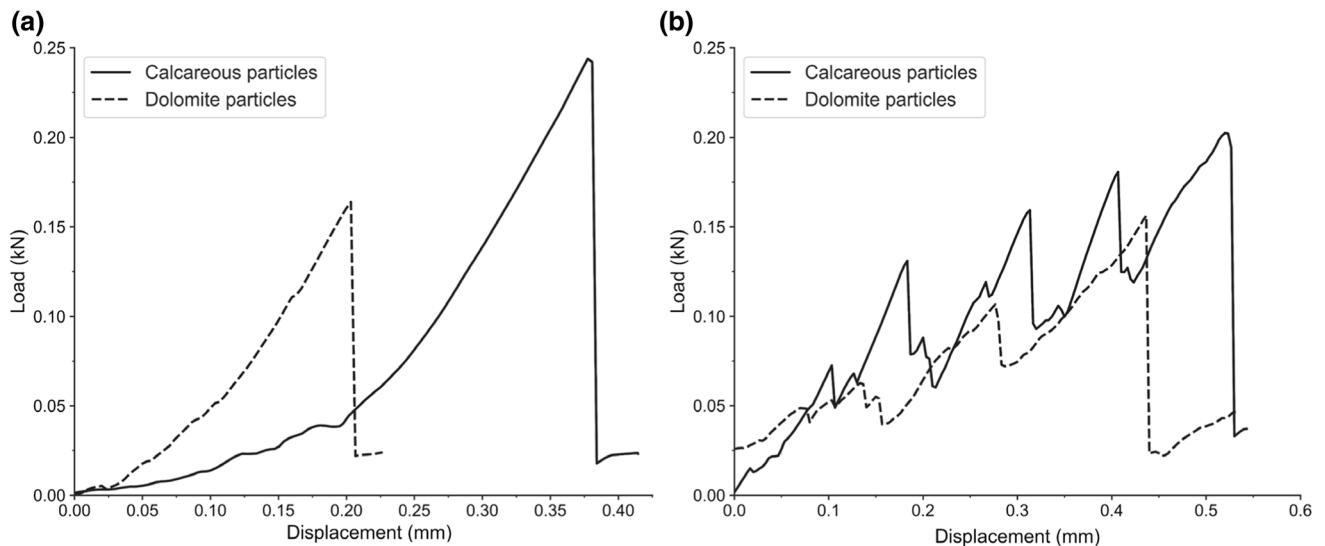 (a)
0.25
0.20
0.15
0.10
0.05
0.00
Load (kN)
Calcareous particles
Dolomite particles
0.00 0.05 0.10 0.15 0.20 0.25 0.30 0.35 0.40
Displacement (mm)
(b)
0.25
0.20
0.15
0.10
0.05
0.00
Load (kN)
Calcareous particles
Dolomite particles
0.0 0.1 0.2 0.3 0.4 0.5 0.6
Displacement (mm)